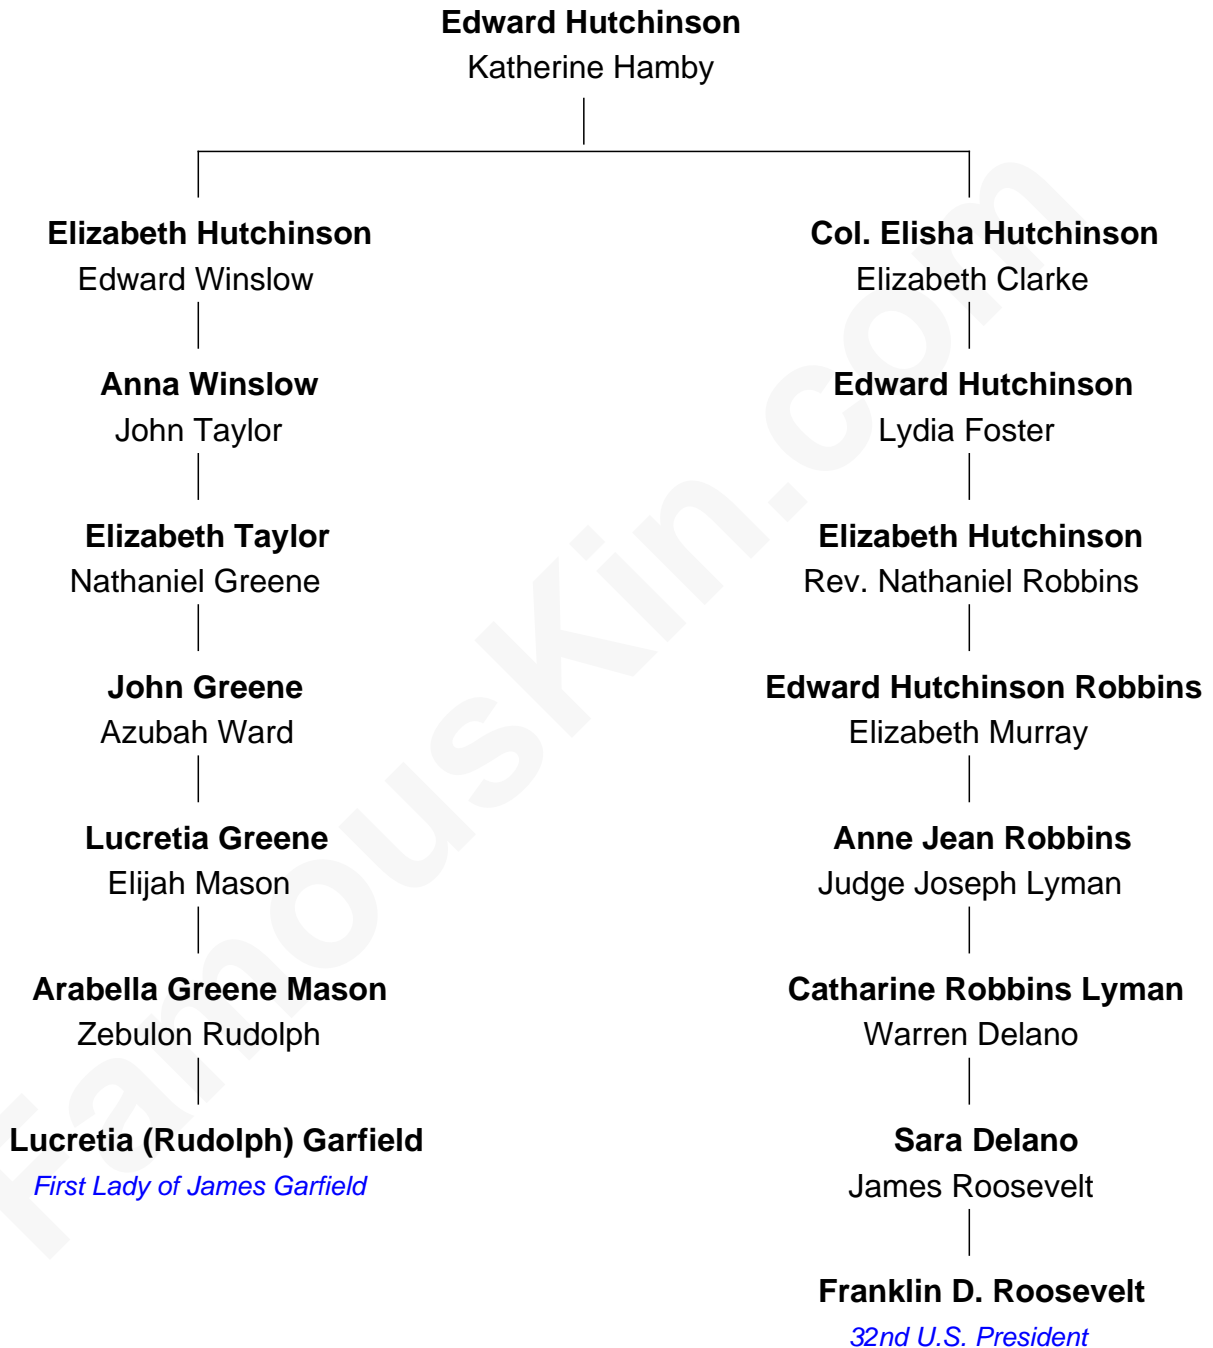 Edward Hutchinson
Katherine Hamby
Elizabeth Hutchinson
Edward Winslow
Anna Winslow
John Taylor
Elizabeth Taylor
Nathaniel Greene
John Greene
Azubah Ward
Lucretia Greene
Elijah Mason
Arabella Greene Mason
Zebulon Rudolph
Lucretia (Rudolph) Garfield
First Lady of James Garfield
Col. Elisha Hutchinson
Elizabeth Clarke
Edward Hutchinson
Lydia Foster
Elizabeth Hutchinson
Rev. Nathaniel Robbins
Edward Hutchinson Robbins
Elizabeth Murray
Anne Jean Robbins
Judge Joseph Lyman
Catharine Robbins Lyman
Warren Delano
Sara Delano
James Roosevelt
Franklin D. Roosevelt
32nd U.S. President
FamousKin.com